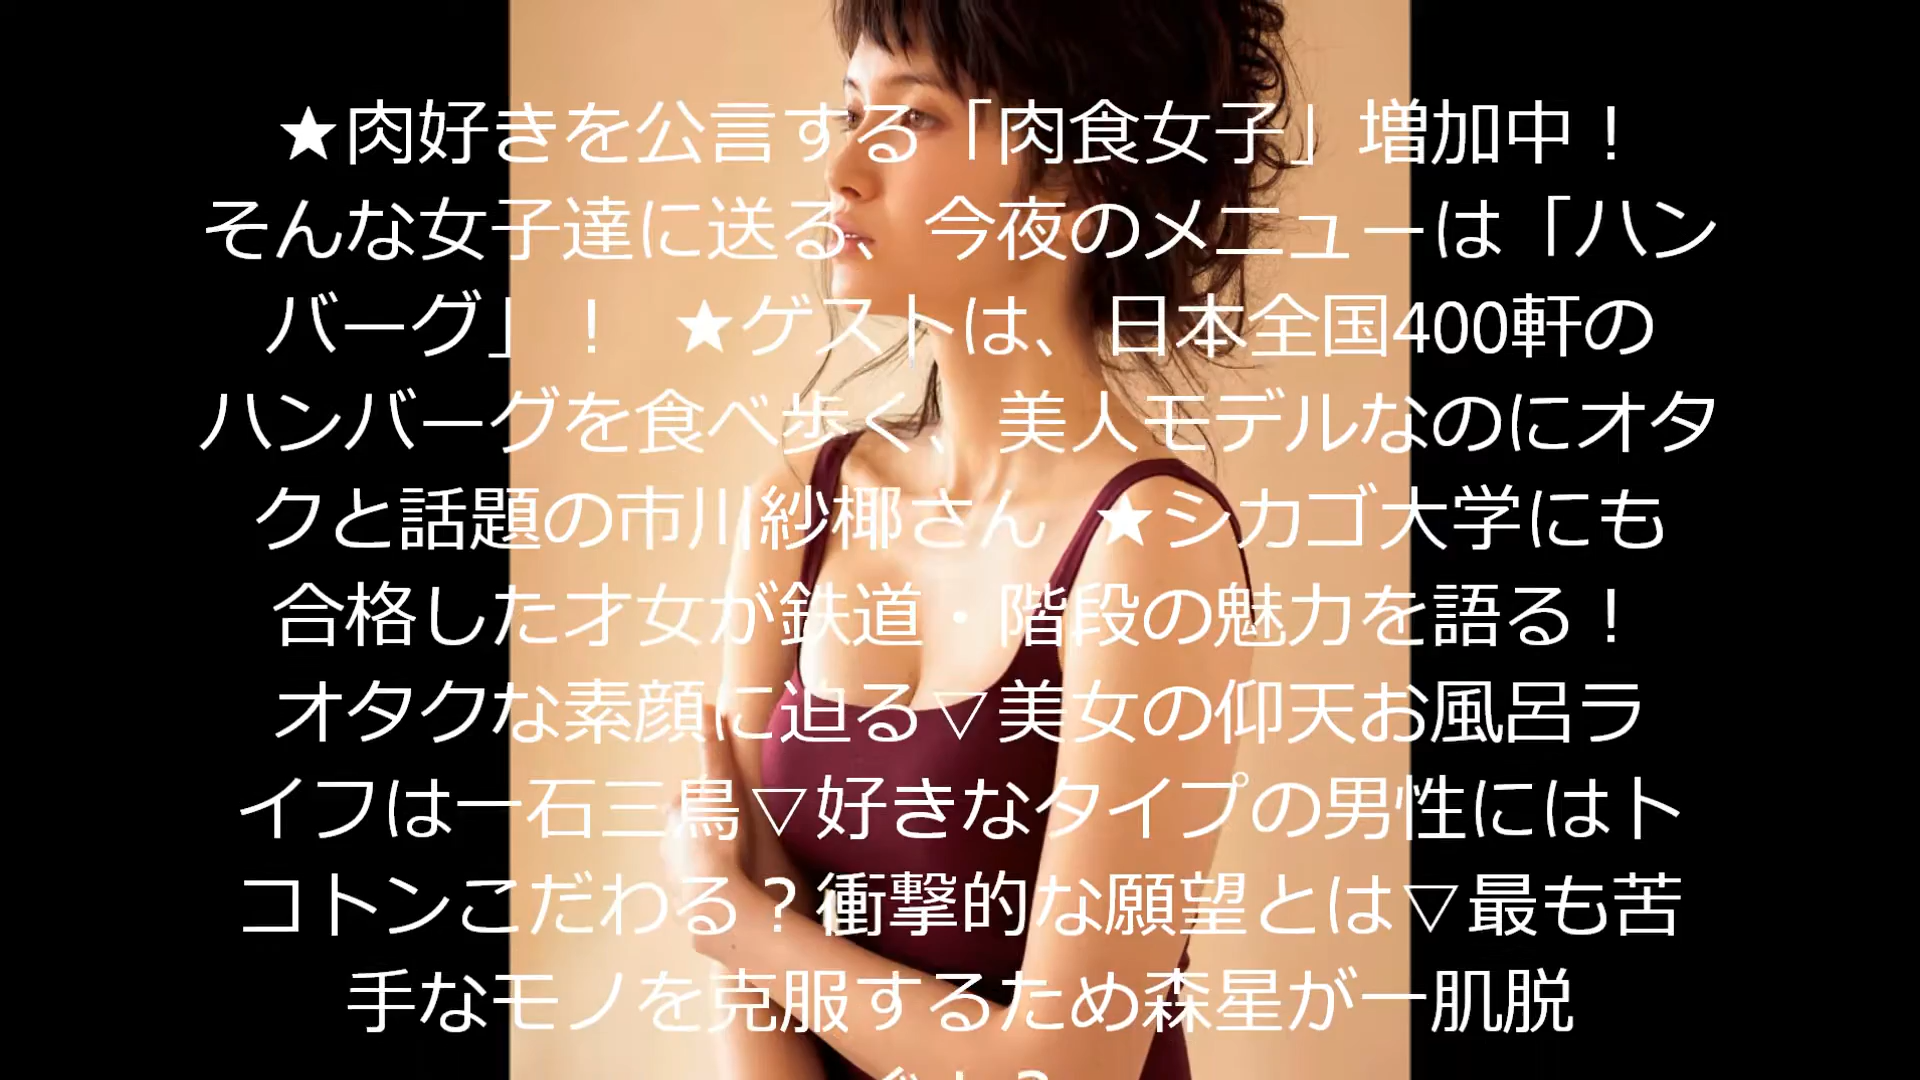 ★肉好きを公言する「肉食女子」増加中！
そんな女子達に送る、今夜のメニューは「ハン
バーグ」！ ★ゲストは、日本全国400軒の
ハンバーグを食べ歩く、美人モデルなのにオタ
クと話題の市川紗椰さん ★シカゴ大学にも
合格した才女が鉄道・階段の魅力を語る！
オタクな素顔に迫る▽美女の仰天お風呂ラ
イフは一石三鳥▽好きなタイプの男性にはト
コトンこだわる？衝撃的な願望とは▽最も苦
手なモノを克服するため森星が一肌脱